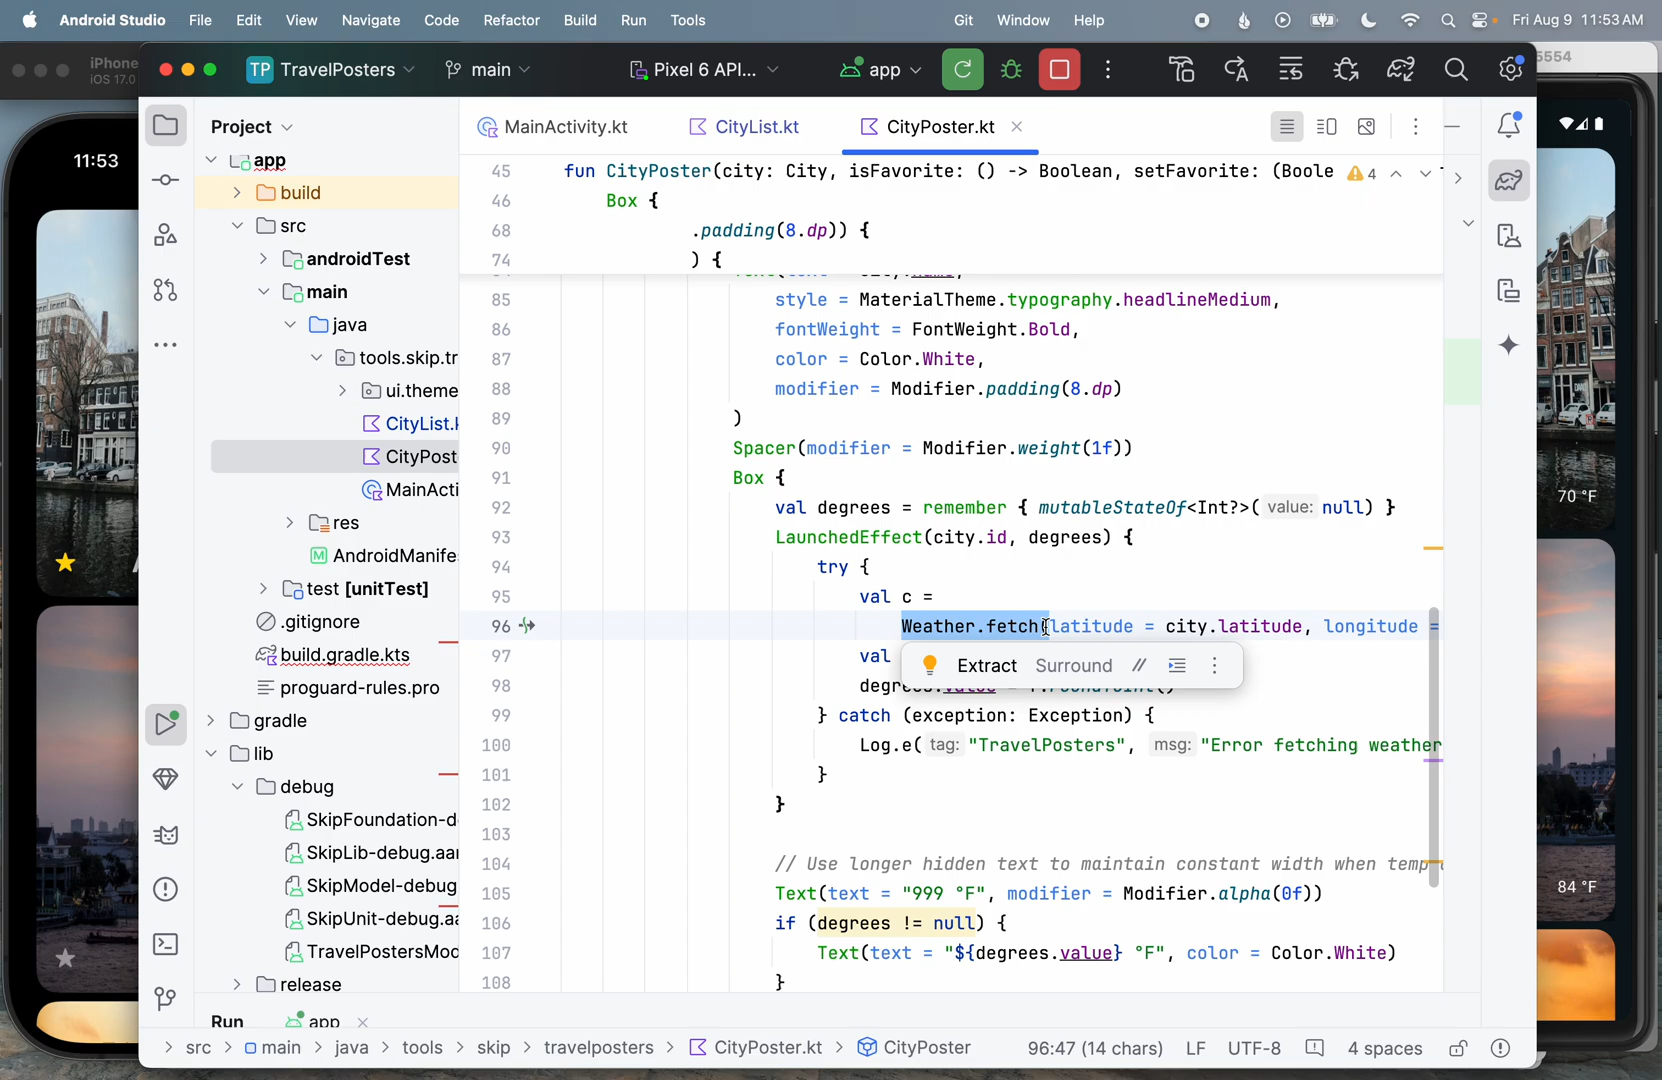 Android Studio File Edit View Navigate Code Refactor Build Run Tools Git Window Help Fri Aug 9 11:53 AM
iPhone
iOS 17.0
TP TravelPosters main Pixel 6 API... app
5554
Project
MainActivity.kt CityList.kt CityPoster.kt
11:53
app
build
src
androidTest
main
java
tools.skip.tr
ui.theme
CityList.k
CityPost
MainActi
res
AndroidManife
test [unitTest]
.gitignore
build.gradle.kts
proguard-rules.pro
gradle
lib
debug
SkipFoundation-d
SkipLib-debug.aar
SkipModel-debug
SkipUnit-debug.aa
TravelPostersMod
release
45 fun CityPoster(city: City, isFavorite: () -> Boolean, setFavorite: (Boole 4
46 Box {
68 .padding(8.dp)) {
74 ) {
85 style = MaterialTheme.typography.headlineMedium,
86 fontWeight = FontWeight.Bold,
87 color = Color.White,
88 modifier = Modifier.padding(8.dp)
89 )
90 Spacer(modifier = Modifier.weight(1f))
91 Box {
92 val degrees = remember { mutableStateOf<Int?>( value: null) }
93 LaunchedEffect(city.id, degrees) {
94 try {
95 val c =
96 Weather.fetch(latitude = city.latitude, longitude =
97 val
Extract Surround //
98
99 } catch (exception: Exception) {
100 Log.e( tag: "TravelPosters", msg: "Error fetching weather
101 }
102 }
103
104 // Use longer hidden text to maintain constant width when temp
105 Text(text = "999 °F", modifier = Modifier.alpha(0f))
106 if (degrees != null) {
107 Text(text = "${degrees.value} °F", color = Color.White)
108 }
70 °F
84 °F
Run app
src main java tools skip travelposters CityPoster.kt CityPoster 96:47 (14 chars) LF UTF-8 4 spaces